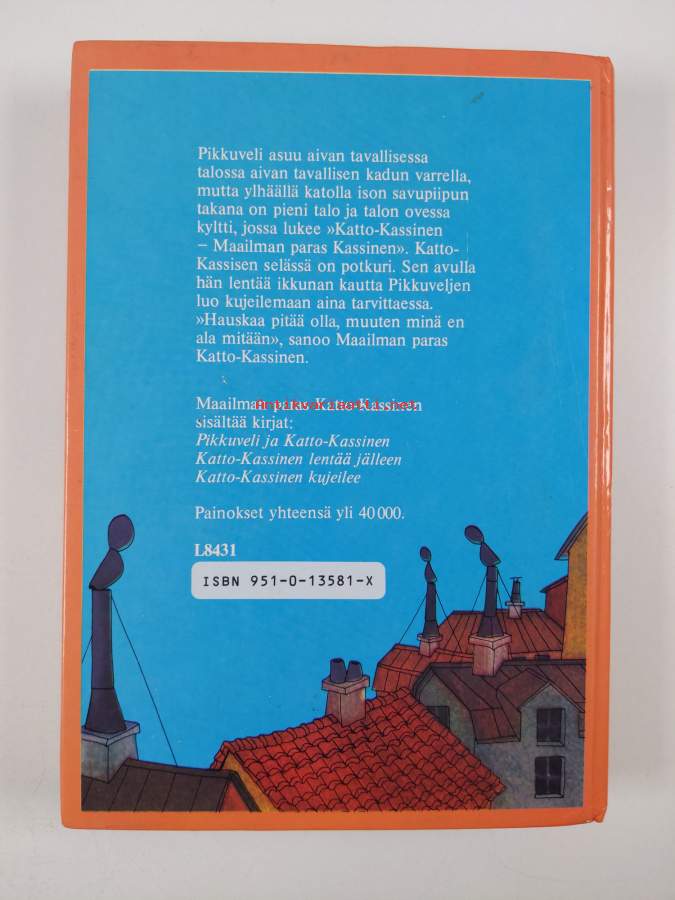 Pikkuveli asuu aivan tavallisessa
talossa aivan tavallisen kadun varrella,
mutta ylhäällä katolla ison savupiipun
takana on pieni talo ja talon ovessa
kyltti, jossa lukee »Katto-Kassinen
– Maailman paras Kassinen». Katto-
Kassisen selässä on potkuri. Sen avulla
hän lentää ikkunan kautta Pikkuveljen
luo kujeilemaan aina tarvittaessa.
»Hauskaa pitää olla, muuten minä en
ala mitään», sanoo Maailman paras
Katto-Kassinen.
Maailman paras Katto-Kassinen
sisältää kirjat:
Pikkuveli ja Katto-Kassinen
Katto-Kassinen lentää jälleen
Katto-Kassinen kujeilee
Painokset yhteensä yli 40 000.
L8431
ISBN 951-0-13581-X